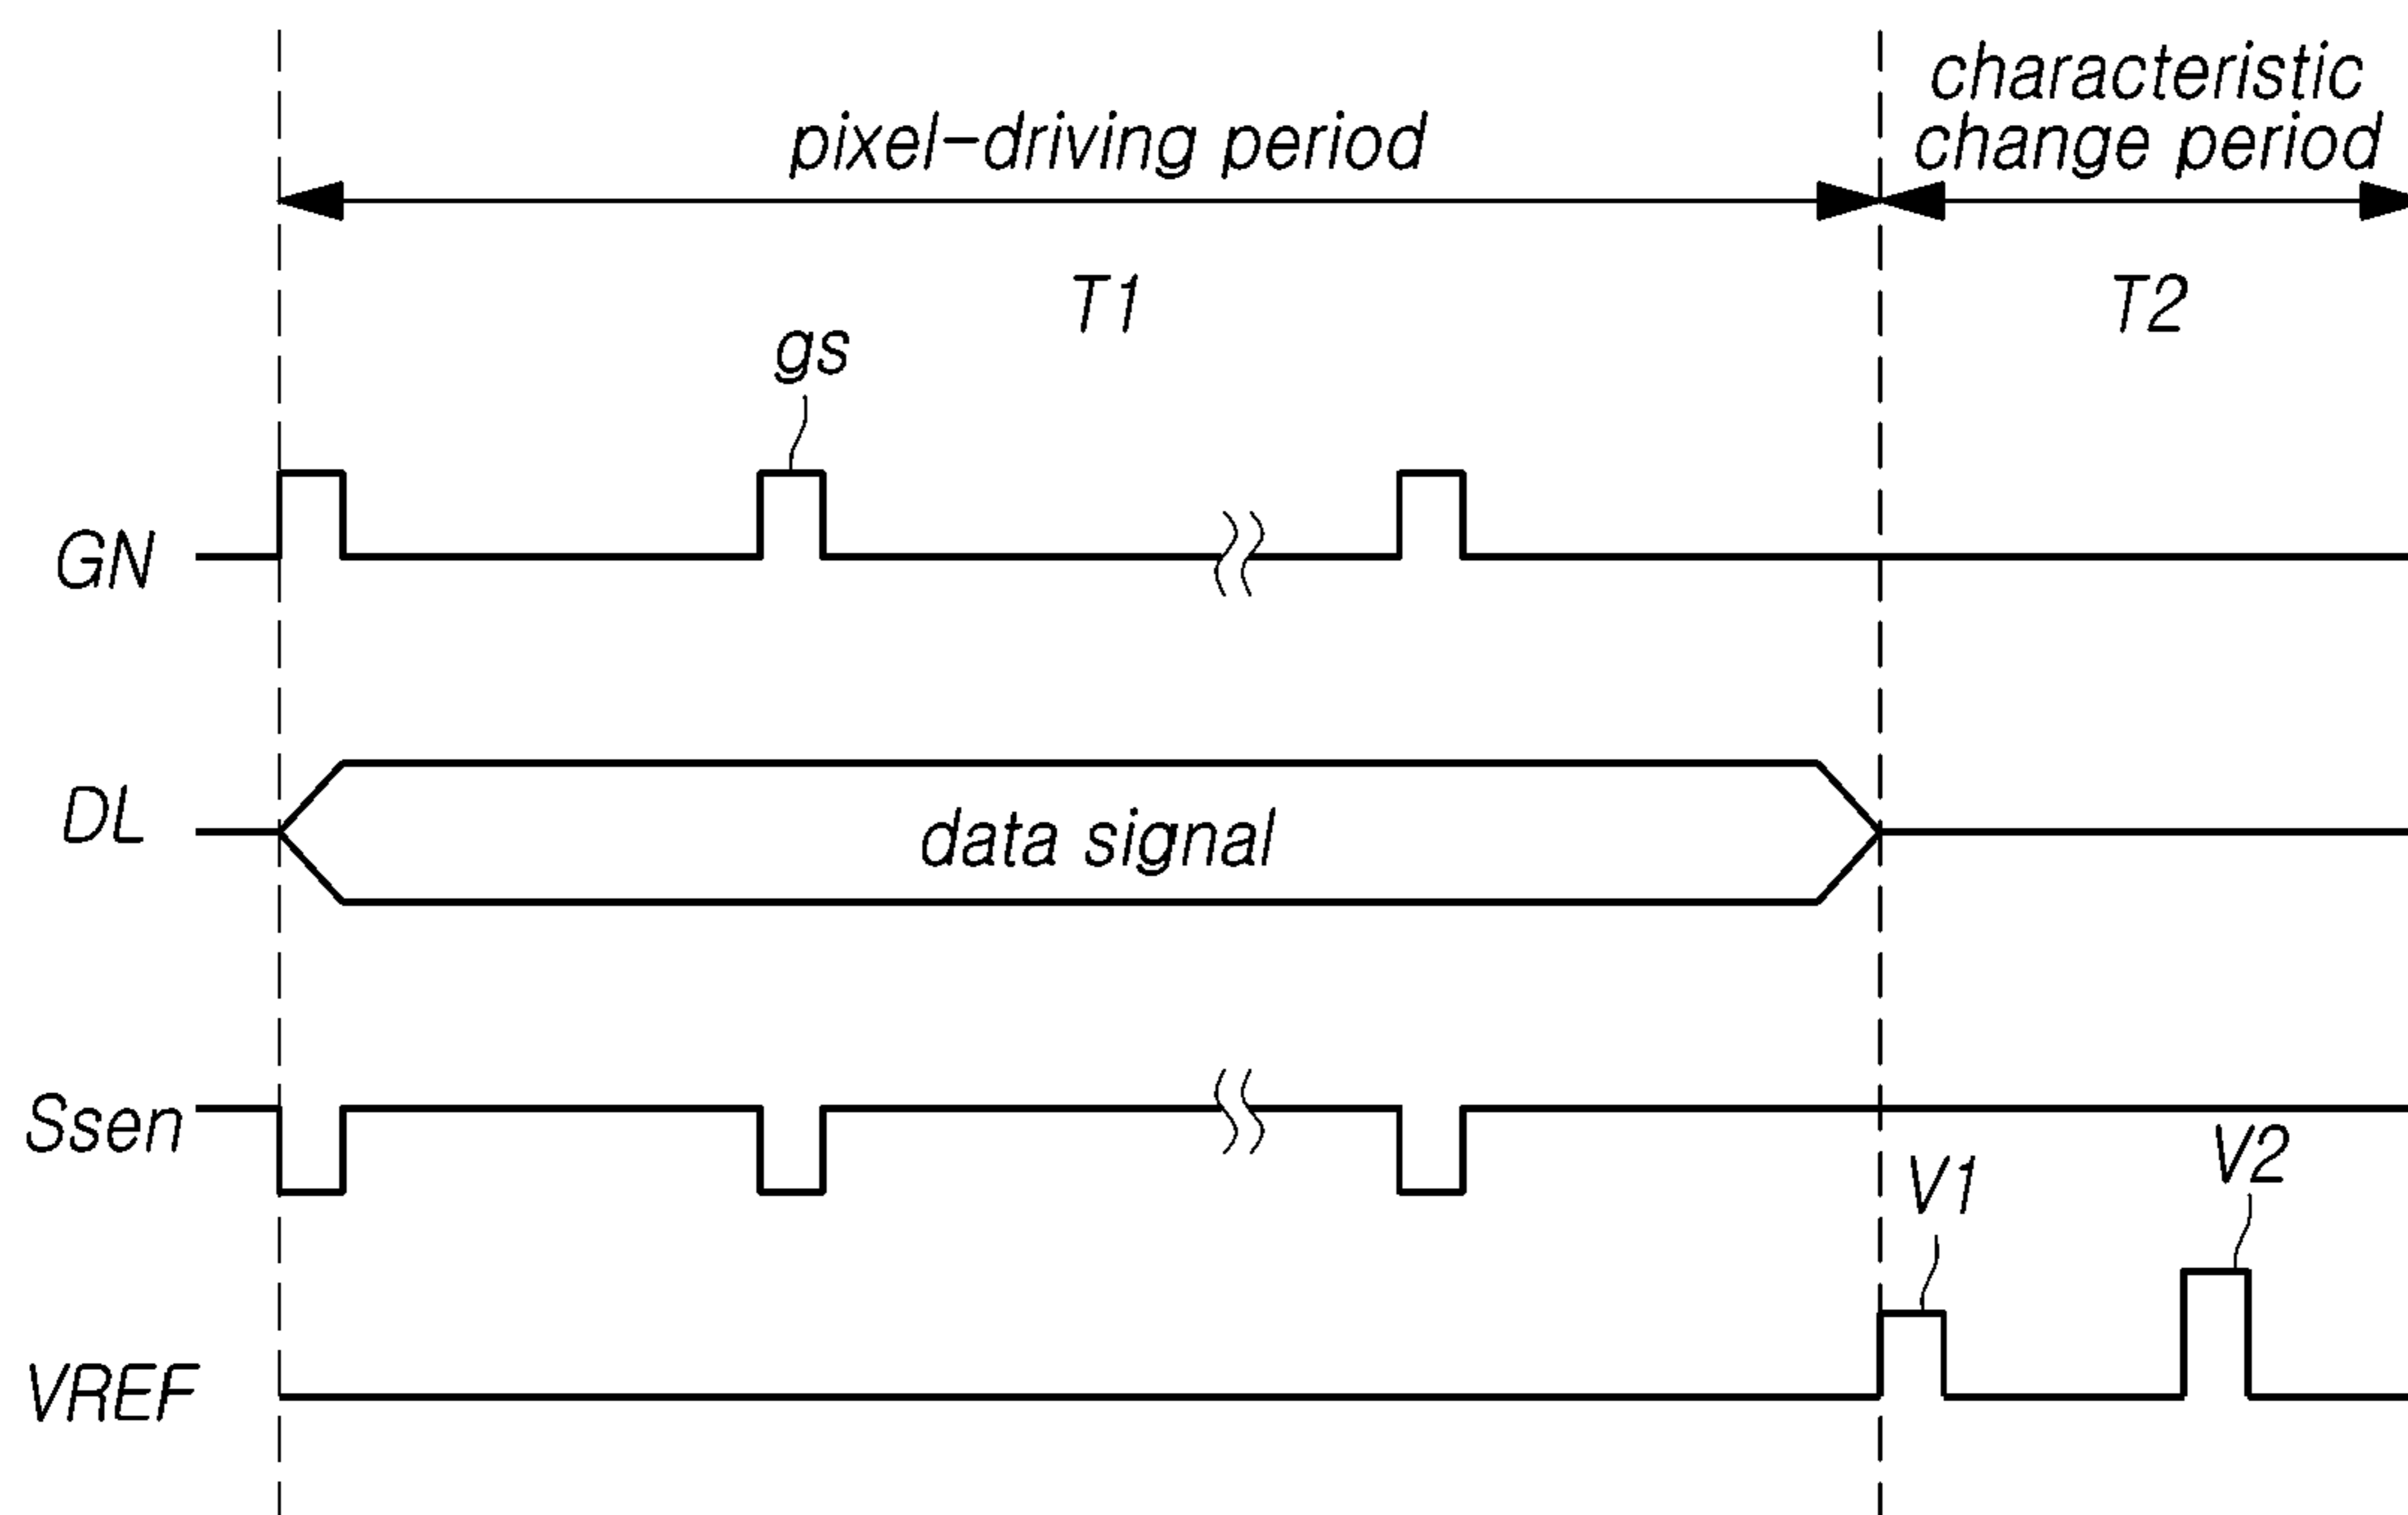 characteristic
pixel-driving period
change period
T1
T2
gs
GN
DL
data signal
Ssen
V1
V2
VREF